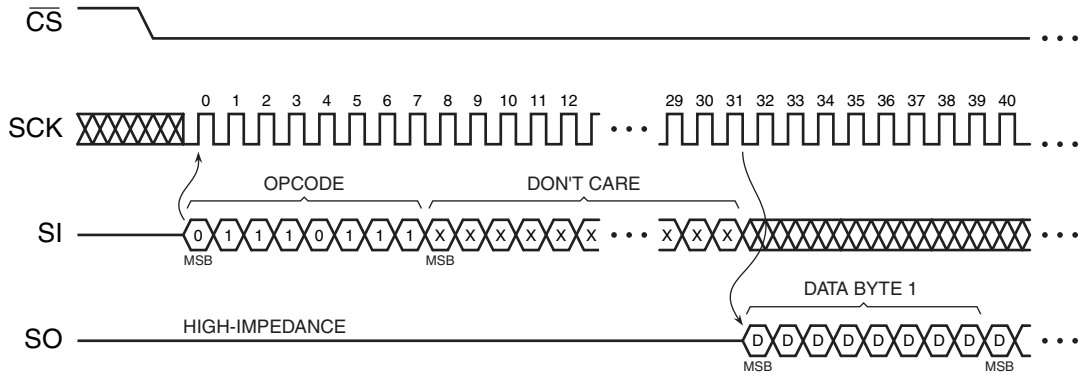 CS
0 1 2 3 4 5 6 7 8 9 10 11 12 29 30 31 32 33 34 35 36 37 38 39 40
SCK
OPCODE DON'T CARE
SI 0 1 1 1 0 1 1 1 X X X X X X X X X
MSB MSB
DATA BYTE 1
HIGH-IMPEDANCE
SO D D D D D D D D D
MSB MSB